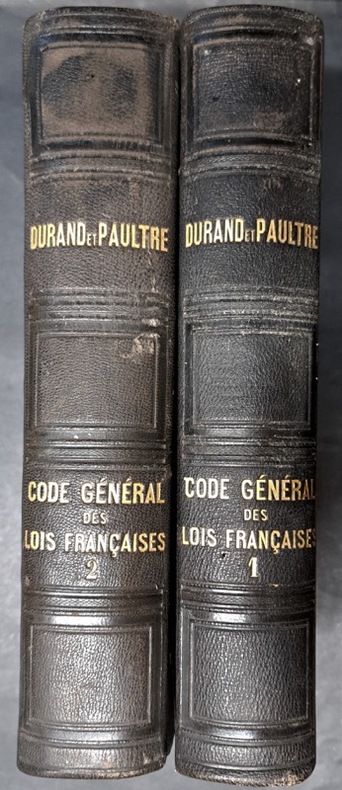 DURAND ET PAULTRE
CODE GÉNÉRAL
DES
LOIS FRANÇAISES
2
DURAND ET PAULTRE
CODE GÉNÉRAL
DES
LOIS FRANÇAISES
1